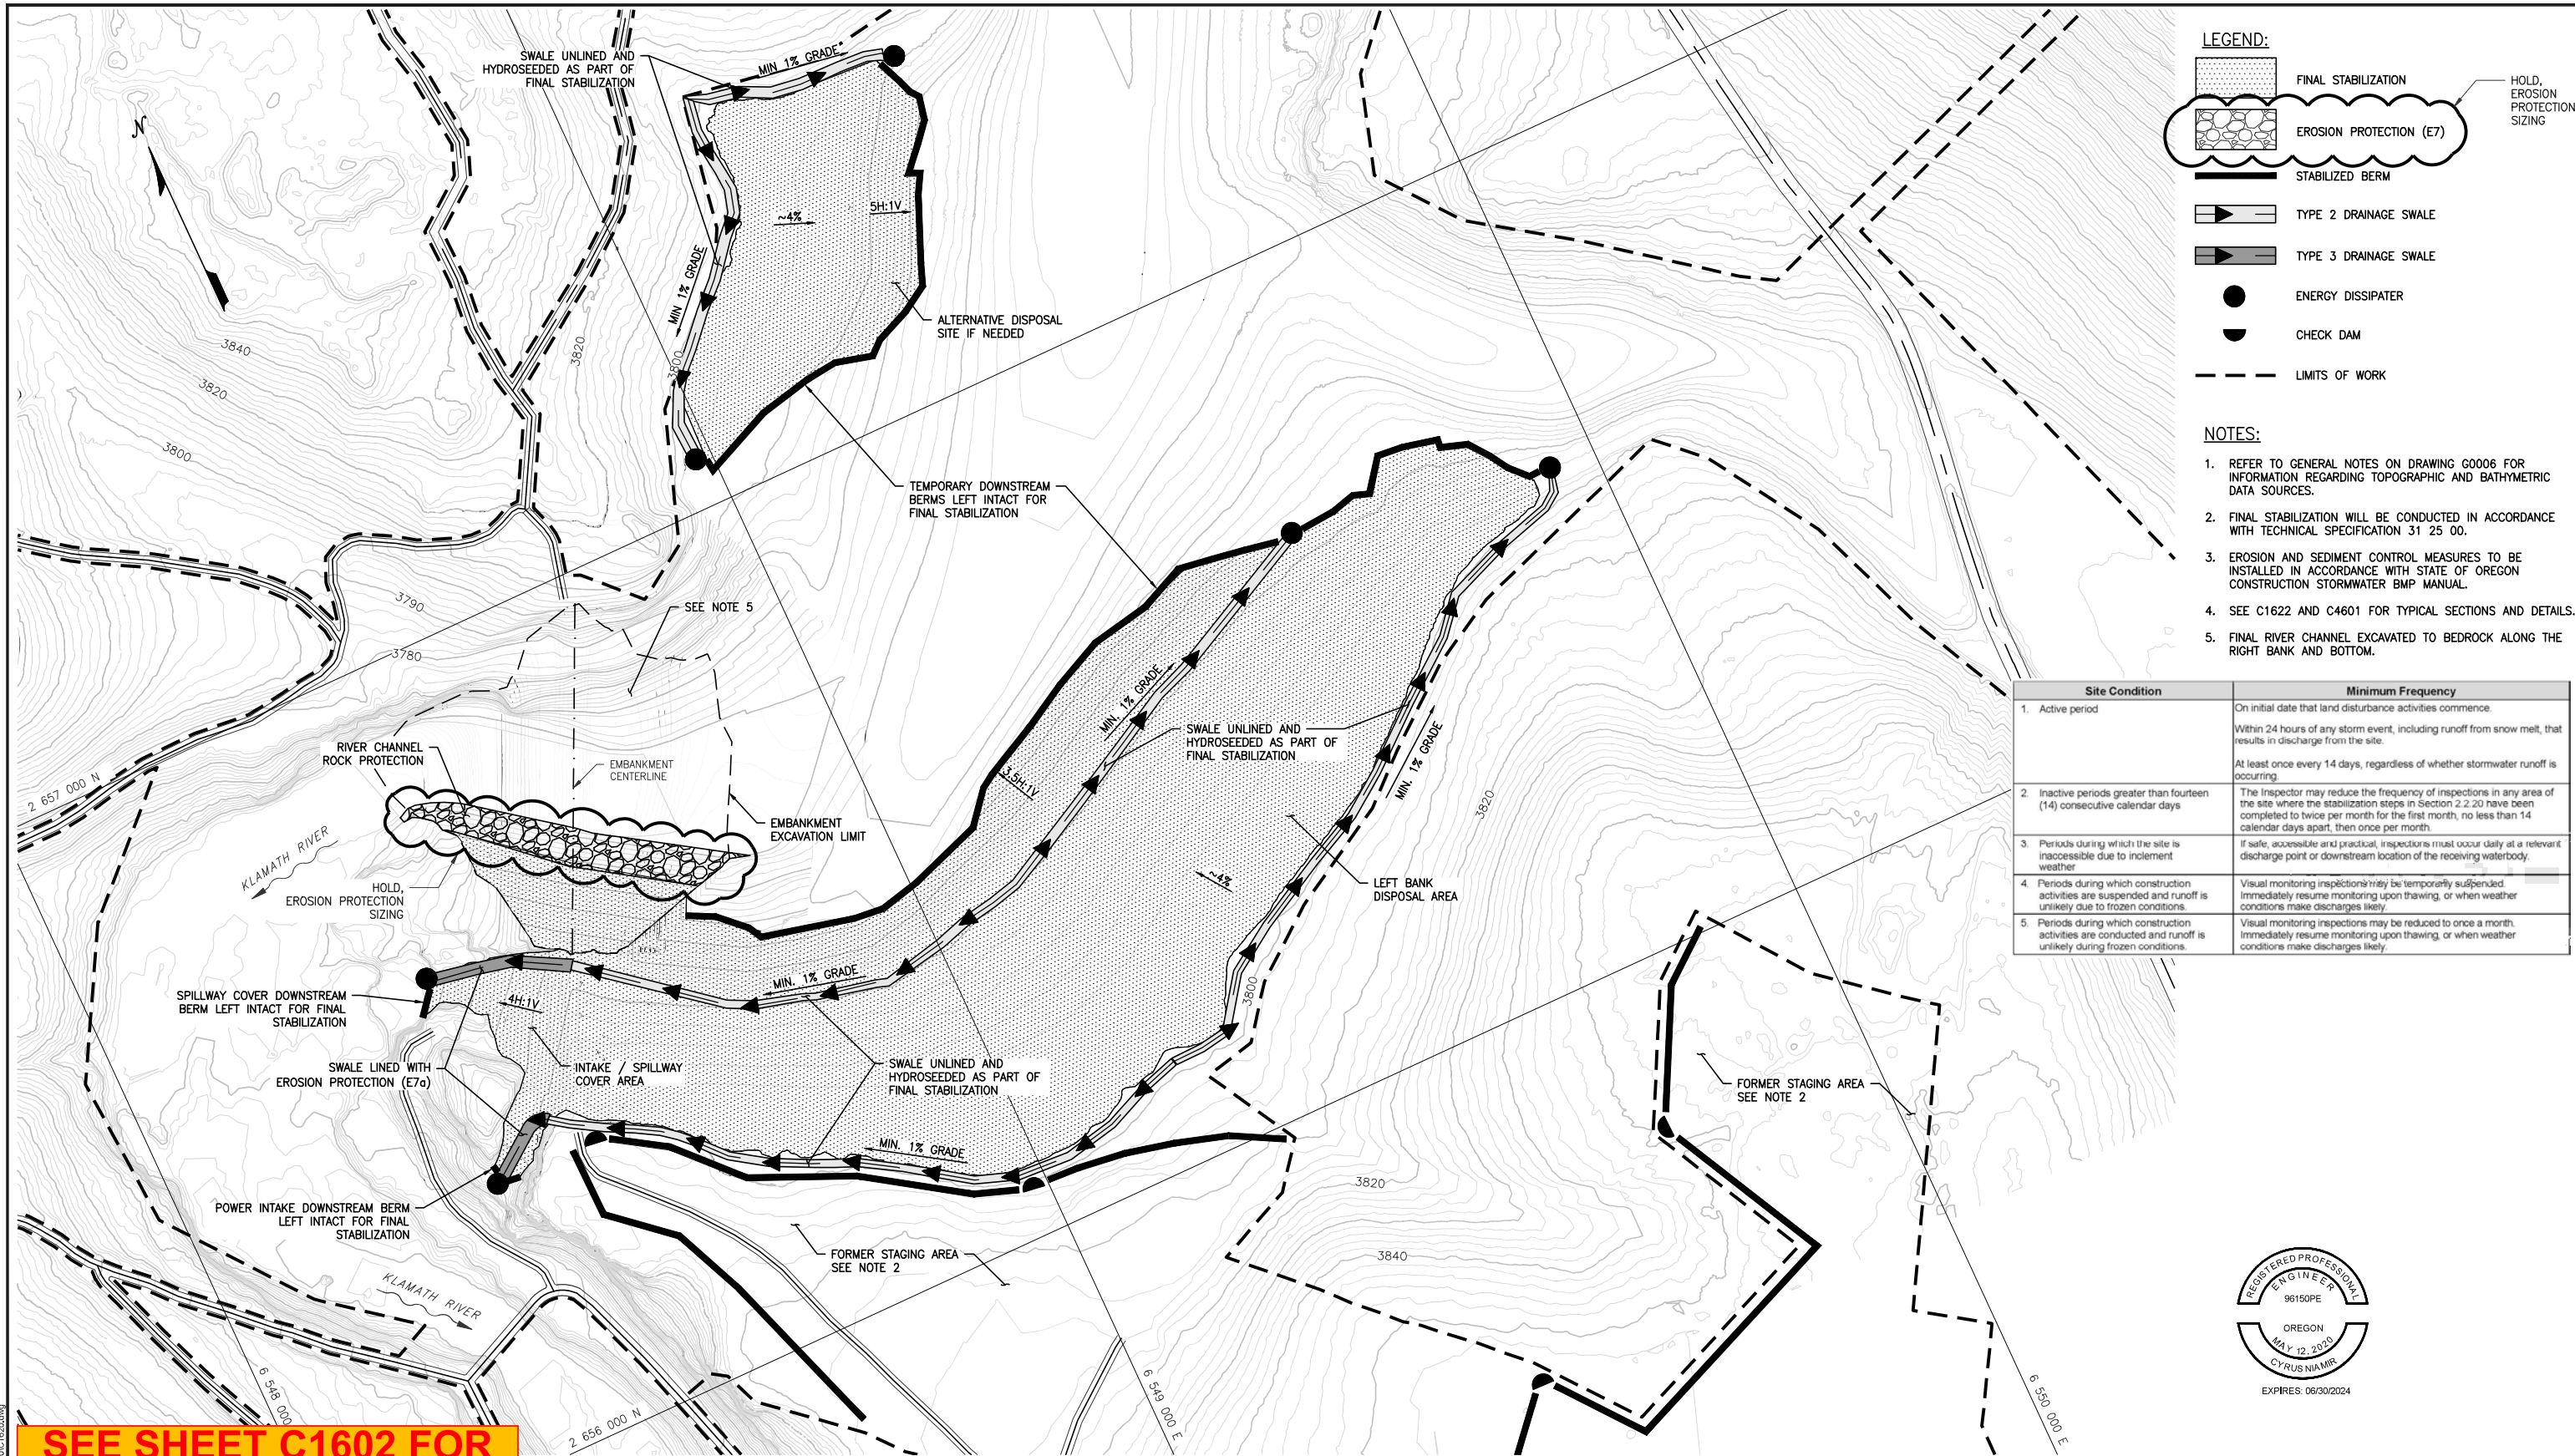 SWALE UNLINED AND
HYDROSEEDED AS PART OF
FINAL STABILIZATION
MIN 1% GRADE
N
~4%
5H:1V
MIN 1% GRADE
ALTERNATIVE DISPOSAL
SITE IF NEEDED
3840
3820
3820
3800
3800
TEMPORARY DOWNSTREAM
BERMS LEFT INTACT FOR
FINAL STABILIZATION
3790
3780
SEE NOTE 5
2 657 000 N
RIVER CHANNEL
ROCK PROTECTION
EMBANKMENT
CENTERLINE
EMBANKMENT
EXCAVATION LIMIT
KLAMATH RIVER
HOLD,
EROSION PROTECTION
SIZING
MIN. 1% GRADE
SWALE UNLINED AND
HYDROSEEDED AS PART OF
FINAL STABILIZATION
3.5H:1V
MIN. 1% GRADE
3820
~4%
LEFT BANK
DISPOSAL AREA
MIN. 1% GRADE
3800
SPILLWAY COVER DOWNSTREAM
BERM LEFT INTACT FOR FINAL
STABILIZATION
4H:1V
SWALE LINED WITH
EROSION PROTECTION (E7a)
INTAKE / SPILLWAY
COVER AREA
SWALE UNLINED AND
HYDROSEEDED AS PART OF
FINAL STABILIZATION
MIN. 1% GRADE
FORMER STAGING AREA
SEE NOTE 2
POWER INTAKE DOWNSTREAM BERM
LEFT INTACT FOR FINAL
STABILIZATION
3820
3840
FORMER STAGING AREA
SEE NOTE 2
KLAMATH RIVER
6 548 000
2 656 000 N
6 549 000 E
6 550 000 E
SEE SHEET C1602 FOR
LEGEND:
FINAL STABILIZATION
HOLD,
EROSION
PROTECTION
SIZING
EROSION PROTECTION (E7)
STABILIZED BERM
TYPE 2 DRAINAGE SWALE
TYPE 3 DRAINAGE SWALE
ENERGY DISSIPATER
CHECK DAM
LIMITS OF WORK
NOTES:
1. REFER TO GENERAL NOTES ON DRAWING G0006 FOR
INFORMATION REGARDING TOPOGRAPHIC AND BATHYMETRIC
DATA SOURCES.
2. FINAL STABILIZATION WILL BE CONDUCTED IN ACCORDANCE
WITH TECHNICAL SPECIFICATION 31 25 00.
3. EROSION AND SEDIMENT CONTROL MEASURES TO BE
INSTALLED IN ACCORDANCE WITH STATE OF OREGON
CONSTRUCTION STORMWATER BMP MANUAL.
4. SEE C1622 AND C4601 FOR TYPICAL SECTIONS AND DETAILS.
5. FINAL RIVER CHANNEL EXCAVATED TO BEDROCK ALONG THE
RIGHT BANK AND BOTTOM.
Site Condition Minimum Frequency
1. Active period
On initial date that land disturbance activities commence.
Within 24 hours of any storm event, including runoff from snow melt, that
results in discharge from the site.
At least once every 14 days, regardless of whether stormwater runoff is
occurring.
2. Inactive periods greater than fourteen
(14) consecutive calendar days
The Inspector may reduce the frequency of inspections in any area of
the site where the stabilization steps in Section 2.2.20 have been
completed to twice per month for the first month, no less than 14
calendar days apart, then once per month.
3. Periods during which the site is
inaccessible due to inclement
weather
If safe, accessible and practical, inspections must occur daily at a relevant
discharge point or downstream location of the receiving waterbody.
4. Periods during which construction
activities are suspended and runoff is
unlikely due to frozen conditions.
Visual monitoring inspections may be temporarily suspended.
Immediately resume monitoring upon thawing, or when weather
conditions make discharges likely.
5. Periods during which construction
activities are conducted and runoff is
unlikely during frozen conditions.
Visual monitoring inspections may be reduced to once a month.
Immediately resume monitoring upon thawing, or when weather
conditions make discharges likely.
REGISTERED PROFESSIONAL
ENGINEER
96150PE
OREGON
MAY 12, 2020
CYRUS NIAMIR
EXPIRES: 06/30/2024